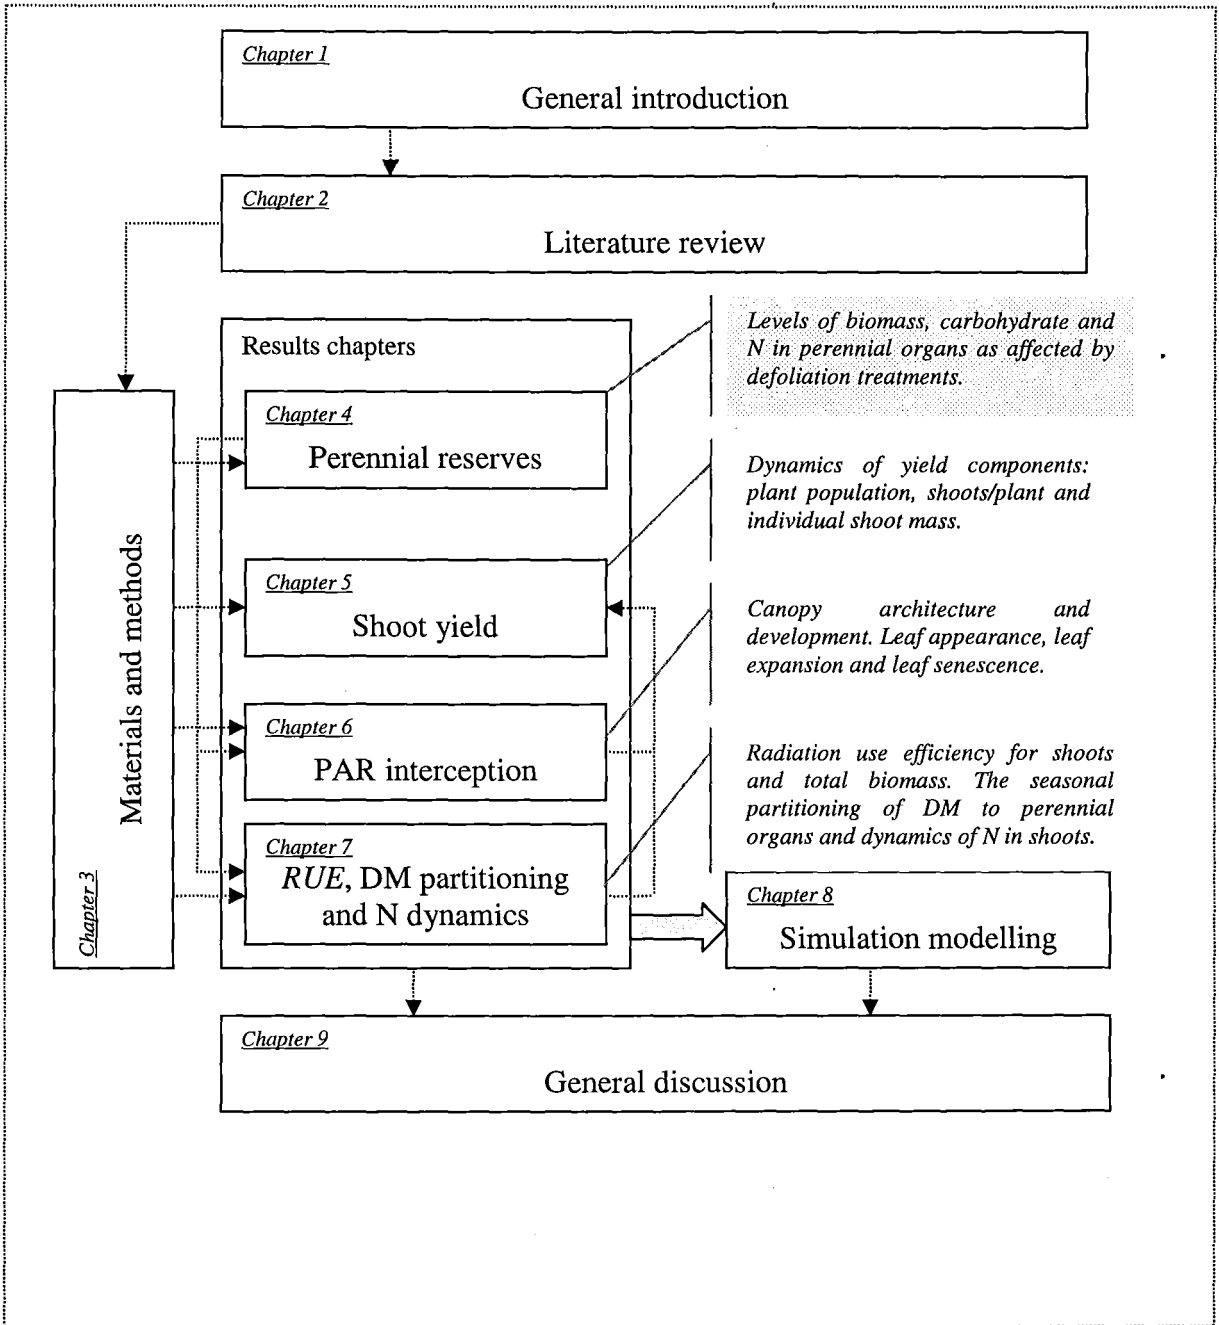 Chapter 1
General introduction
Chapter 2
Literature review
Results chapters
Chapter 3
Materials and methods
Chapter 4
Perennial reserves
Levels of biomass, carbohydrate and
N in perennial organs as affected by
defoliation treatments.
Chapter 5
Shoot yield
Dynamics of yield components:
plant population, shoots/plant and
individual shoot mass.
Chapter 6
PAR interception
Canopy architecture and
development. Leaf appearance, leaf
expansion and leaf senescence.
Chapter 7
RUE, DM partitioning
and N dynamics
Radiation use efficiency for shoots
and total biomass. The seasonal
partitioning of DM to perennial
organs and dynamics of N in shoots.
Chapter 8
Simulation modelling
Chapter 9
General discussion